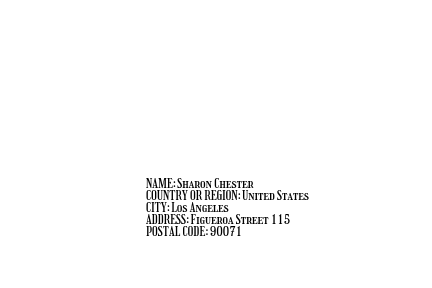 NAME: Sharon Chester
COUNTRY OR REGION: United States
CITY: Los Angeles
ADDRESS: Figueroa Street 115
POSTAL CODE: 90071